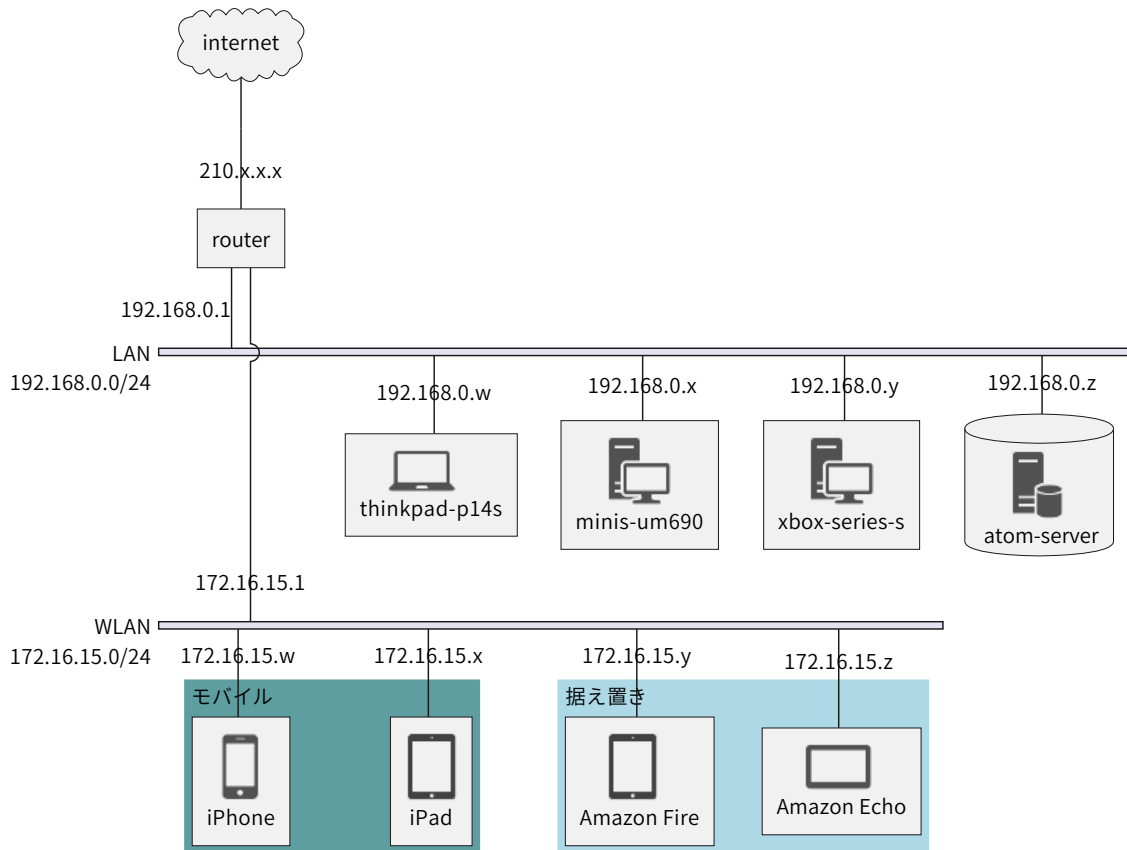 internet
210.x.x.x
router
192.168.0.1
LAN
192.168.0.0/24
192.168.0.w
192.168.0.x
192.168.0.y
192.168.0.z
thinkpad-p14s
minis-um690
xbox-series-s
atom-server
172.16.15.1
WLAN
172.16.15.0/24
172.16.15.w
172.16.15.x
172.16.15.y
172.16.15.z
モバイル
据え置き
iPhone
iPad
Amazon Fire
Amazon Echo